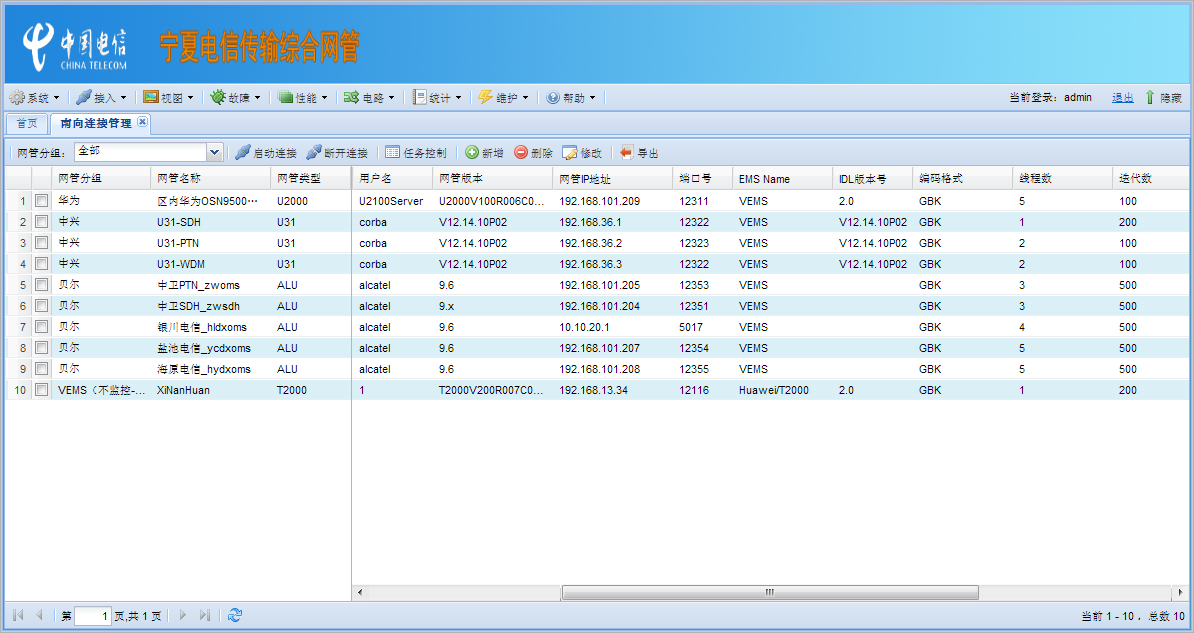 中国电信
CHINA TELECOM
宁夏电信传输综合网管
系统 接入 视图 故障 性能 电路 统计 维护 帮助 当前登录：admin 退出 隐藏
首页 南向连接管理
网管分组： 全部 启动连接 断开连接 任务控制 新增 删除 修改 导出
网管分组 网管名称 网管类型 用户名 网管版本 网管IP地址 端口号 EMS Name IDL版本号 编码格式 线程数 迭代数
1 华为 区内华为OSN9500… U2000 U2100Server U2000V100R006C0... 192.168.101.209 12311 VEMS 2.0 GBK 5 100
2 中兴 U31-SDH U31 corba V12.14.10P02 192.168.36.1 12322 VEMS V12.14.10P02 GBK 1 200
3 中兴 U31-PTN U31 corba V12.14.10P02 192.168.36.2 12323 VEMS V12.14.10P02 GBK 2 100
4 中兴 U31-WDM U31 corba V12.14.10P02 192.168.36.3 12322 VEMS V12.14.10P02 GBK 2 100
5 贝尔 中卫PTN_zwoms ALU alcatel 9.6 192.168.101.205 12353 VEMS GBK 3 500
6 贝尔 中卫SDH_zwsdh ALU alcatel 9.x 192.168.101.204 12351 VEMS GBK 3 500
7 贝尔 银川电信_hldxoms ALU alcatel 9.6 10.10.20.1 5017 VEMS GBK 4 500
8 贝尔 盐池电信_ycdxoms ALU alcatel 9.6 192.168.101.207 12354 VEMS GBK 5 500
9 贝尔 海原电信_hydxoms ALU alcatel 9.6 192.168.101.208 12355 VEMS GBK 5 500
10 VEMS（不监控-... XiNanHuan T2000 1 T2000V200R007C0... 192.168.13.34 12116 Huawei/T2000 2.0 GBK 1 200
第 1 页,共 1 页 当前 1 - 10 ，总数 10